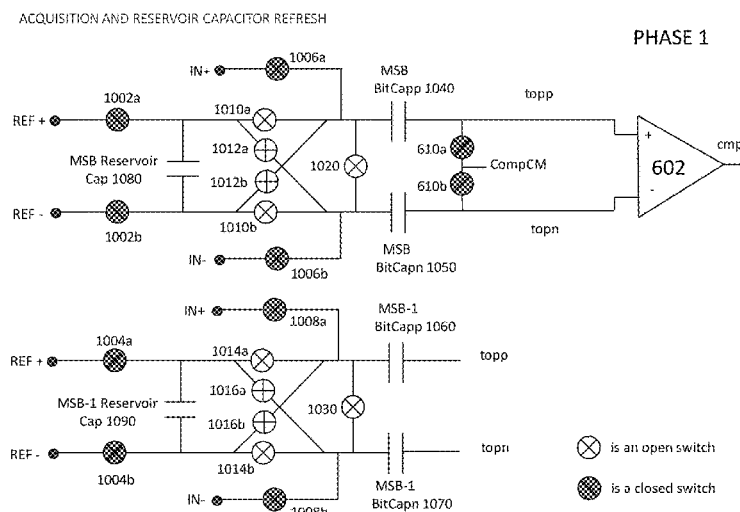 ACQUISITION AND RESERVOIR CAPACITOR REFRESH
PHASE 1
IN+
1006a
MSB
BitCapp 1040
topp
REF +
1002a
1010a
1012a
1012b
1010b
MSB Reservoir
Cap 1080
1020
610a
CompCM
610b
+
602
-
cmp
REF -
1002b
MSB
BitCapn 1050
topn
IN-
1006b
IN+
1008a
MSB-1
BitCapp 1060
topp
REF +
1004a
1014a
1016a
1016b
1014b
MSB-1 Reservoir
Cap 1090
1030
REF -
1004b
MSB-1
BitCapn 1070
topn
IN-
1008b
is an open switch
is a closed switch